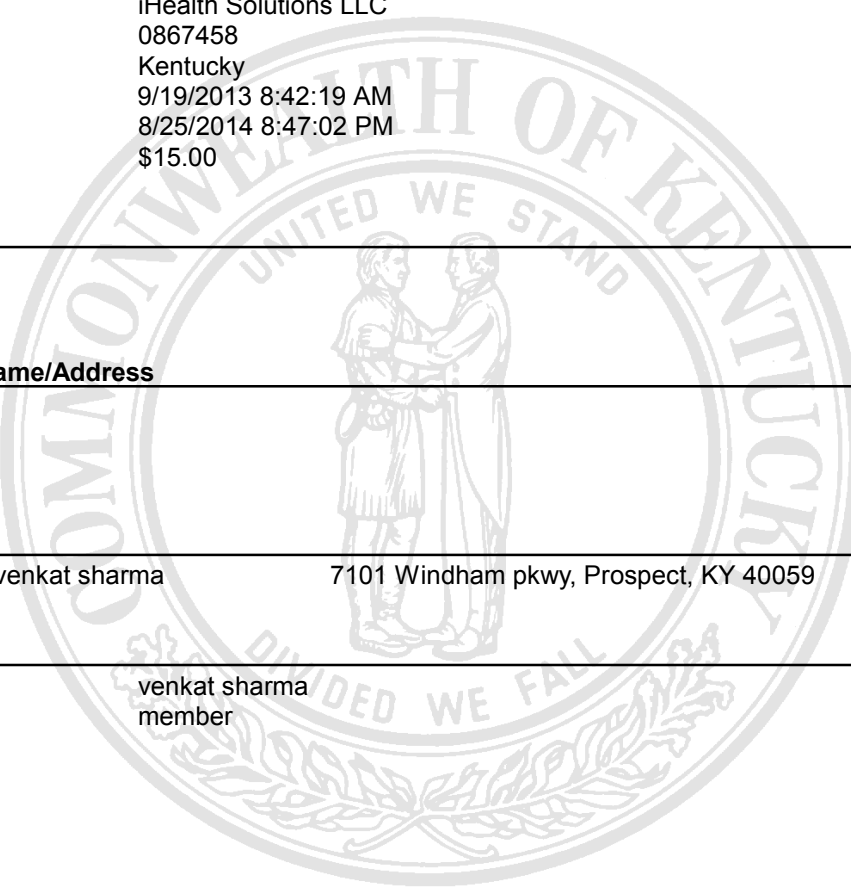 iHealth Solutions LLC
0867458
Kentucky
9/19/2013 8:42:19 AM
8/25/2014 8:47:02 PM
$15.00
ame/Address
venkat sharma 7101 Windham pkwy, Prospect, KY 40059
venkat sharma
member
COMMONWEALTH OF KENTUCKY
UNITED WE STAND
DIVIDED WE FALL